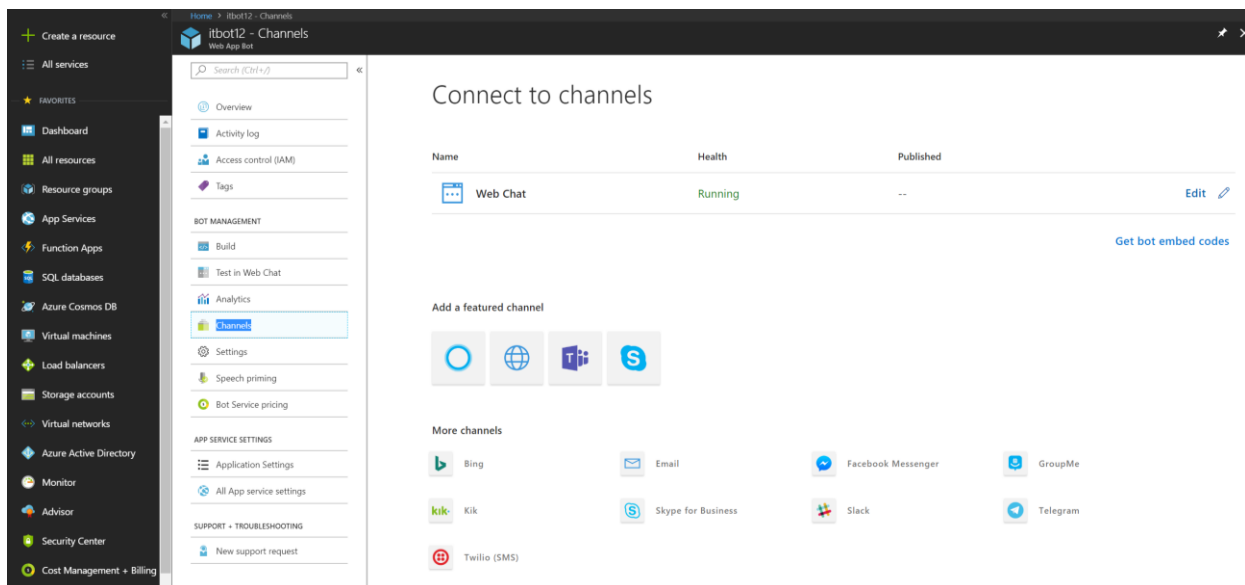 Home > itbot12 - Channels
itbot12 - Channels
Web App Bot
Create a resource
All services
FAVORITES
Dashboard
All resources
Resource groups
App Services
Function Apps
SQL databases
Azure Cosmos DB
Virtual machines
Load balancers
Storage accounts
Virtual networks
Azure Active Directory
Monitor
Advisor
Security Center
Cost Management + Billing
Search (Ctrl+/)
Overview
Activity log
Access control (IAM)
Tags
BOT MANAGEMENT
Build
Test in Web Chat
Analytics
Channels
Settings
Speech priming
Bot Service pricing
APP SERVICE SETTINGS
Application Settings
All App service settings
SUPPORT + TROUBLESHOOTING
New support request
Connect to channels
Name Health Published
Web Chat Running -- Edit
Get bot embed codes
Add a featured channel
More channels
Bing Email Facebook Messenger GroupMe
kik Kik Skype for Business Slack Telegram
Twilio (SMS)